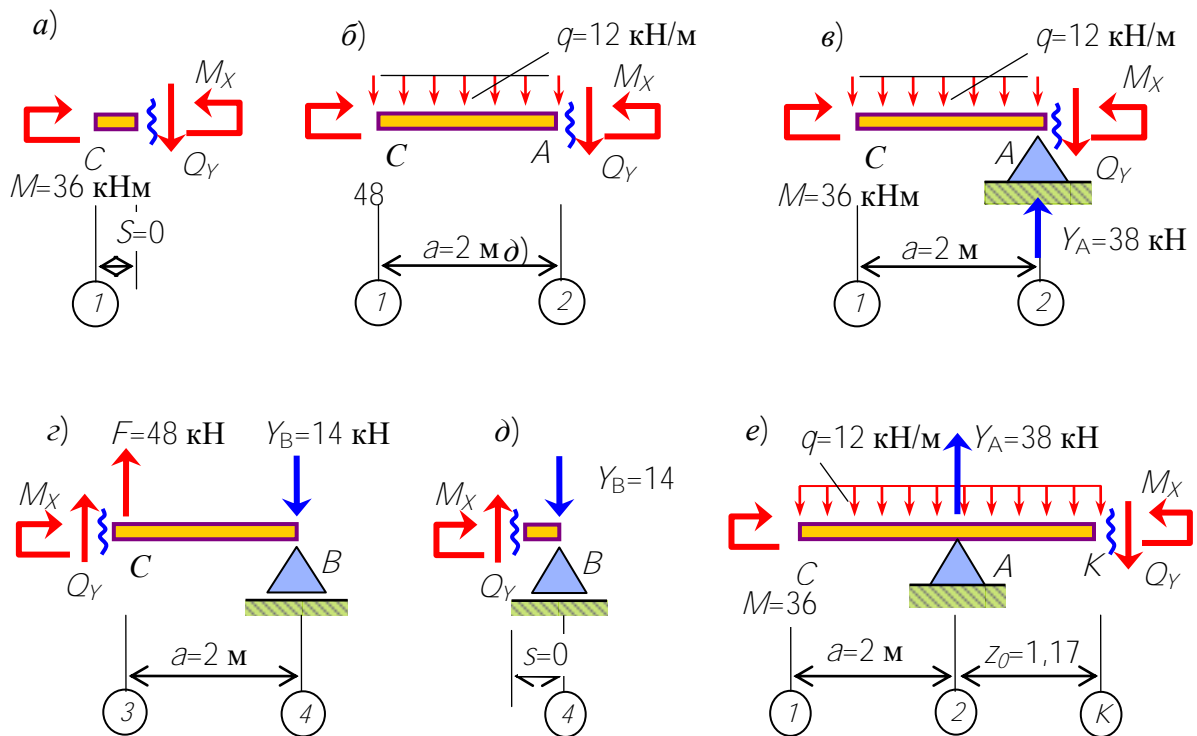 а)
M_X
C
Q_Y
M=36 кНм
S=0
1
б)
q=12 кН/м
M_X
C
A
Q_Y
48
a=2 м д)
1
2
в)
q=12 кН/м
M_X
C
A
Q_Y
M=36 кНм
Y_A=38 кН
a=2 м
1
2
г)
F=48 кН
Y_B=14 кН
M_X
Q_Y
C
B
a=2 м
3
4
д)
Y_B=14
M_X
Q_Y
B
s=0
4
е)
q=12 кН/м
Y_A=38 кН
M_X
C
A
K
Q_Y
M=36
a=2 м
z_0=1,17
1
2
K